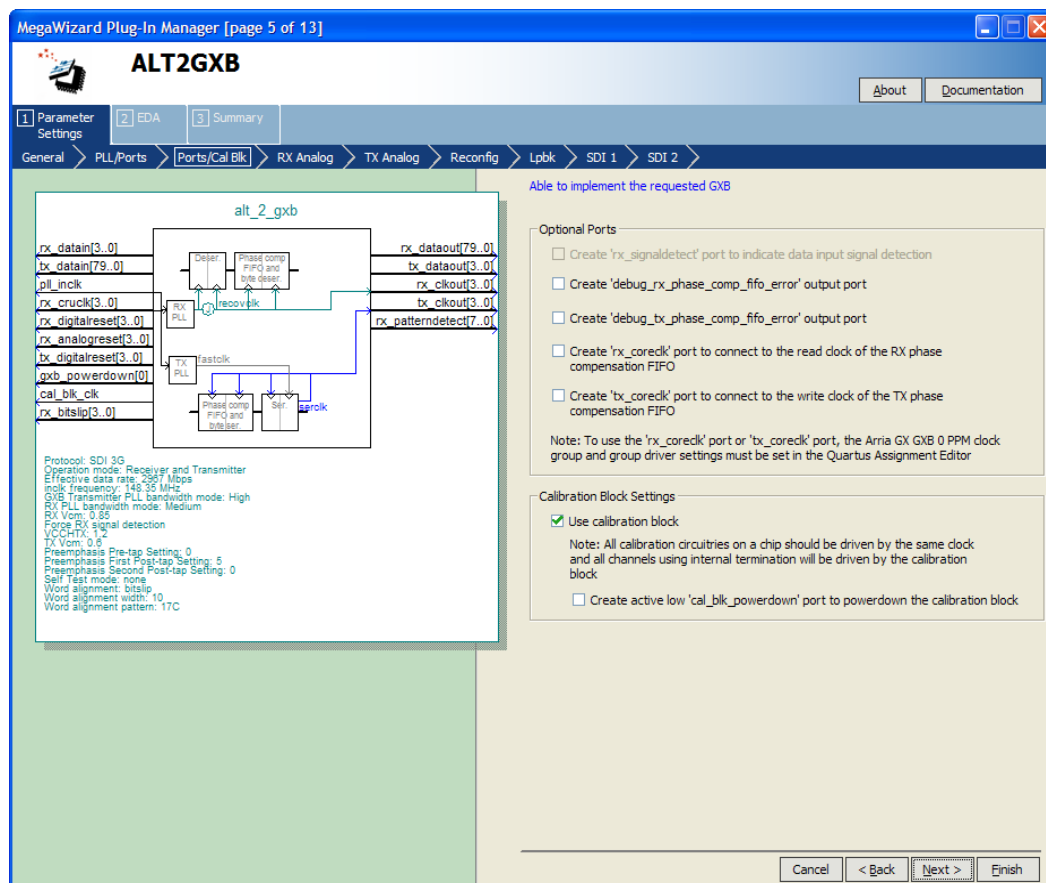 MegaWizard Plug-In Manager [page 5 of 13]
ALT2GXB
About
Documentation
1 Parameter Settings
2 EDA
3 Summary
General
PLL/Ports
Ports/Cal Blk
RX Analog
TX Analog
Reconfig
Lpbk
SDI 1
SDI 2
alt_2_gxb
rx_datain[3..0]
tx_datain[79..0]
pll_inclk
rx_cruclk[3..0]
rx_digitalreset[3..0]
rx_analogreset[3..0]
tx_digitalreset[3..0]
gxb_powerdown[0]
cal_blk_clk
rx_bitslip[3..0]
Deser.
Phase comp
FIFO and
byte deser.
RX
PLL
recovclk
TX
PLL
fastclk
Phase comp
FIFO and
byte ser.
Ser.
serclk
rx_dataout[79..0]
tx_dataout[3..0]
rx_clkout[3..0]
tx_clkout[3..0]
rx_patterndetect[7..0]
Protocol: SDI 3G
Operation mode: Receiver and Transmitter
Effective data rate: 2967 Mbps
inclk frequency: 148.35 MHz
GXB Transmitter PLL bandwidth mode: High
RX PLL bandwidth mode: Medium
RX Vcm: 0.85
Force RX signal detection
VCCHTX: 1.2
TX Vcm: 0.6
Preemphasis Pre-tap Setting: 0
Preemphasis First Post-tap Setting: 5
Preemphasis Second Post-tap Setting: 0
Self Test mode: none
Word alignment: bitslip
Word alignment width: 10
Word alignment pattern: 17C
Able to implement the requested GXB
Optional Ports
Create 'rx_signaldetect' port to indicate data input signal detection
Create 'debug_rx_phase_comp_fifo_error' output port
Create 'debug_tx_phase_comp_fifo_error' output port
Create 'rx_coreclk' port to connect to the read clock of the RX phase
compensation FIFO
Create 'tx_coreclk' port to connect to the write clock of the TX phase
compensation FIFO
Note: To use the 'rx_coreclk' port or 'tx_coreclk' port, the Arria GX GXB 0 PPM clock
group and group driver settings must be set in the Quartus Assignment Editor
Calibration Block Settings
Use calibration block
Note: All calibration circuitries on a chip should be driven by the same clock
and all channels using internal termination will be driven by the calibration
block
Create active low 'cal_blk_powerdown' port to powerdown the calibration block
Cancel
< Back
Next >
Finish